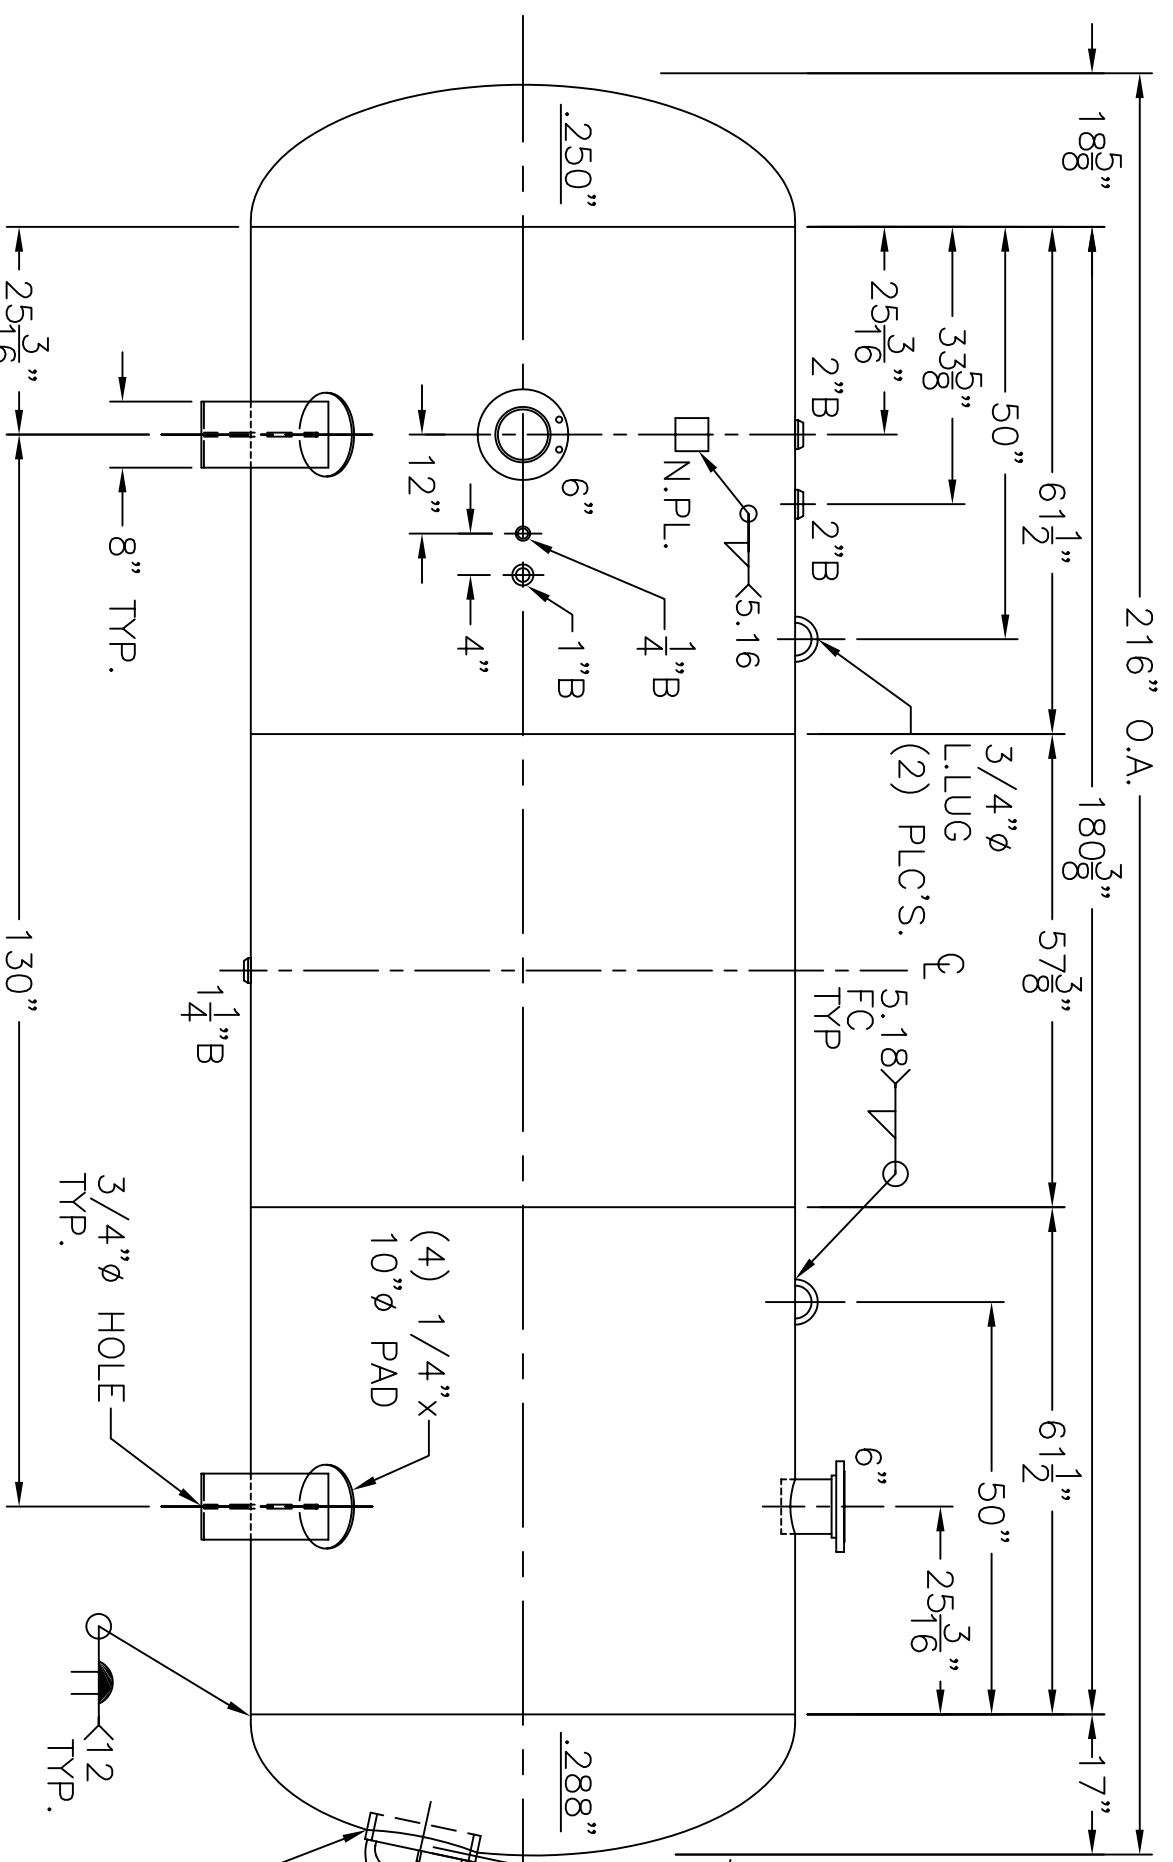 216" O.A.
18 5/8"
180 3/8"
17"
61 1/2"
57 3/8"
61 1/2"
50"
50"
33 5/8"
25 3/16"
25 3/16"
3/4"ø
L.LUG
(2) PLC'S.
℄
5.18
FC
TYP
6"
2"B
2"B
5.16
N.PL.
.250"
.288"
6"
1/4"B
1"B
12"
4"
(4) 1/4"x
10"ø PAD
1 1/4"B
8" TYP.
3/4"ø HOLE
TYP.
12
TYP.
25 3/16"
130"